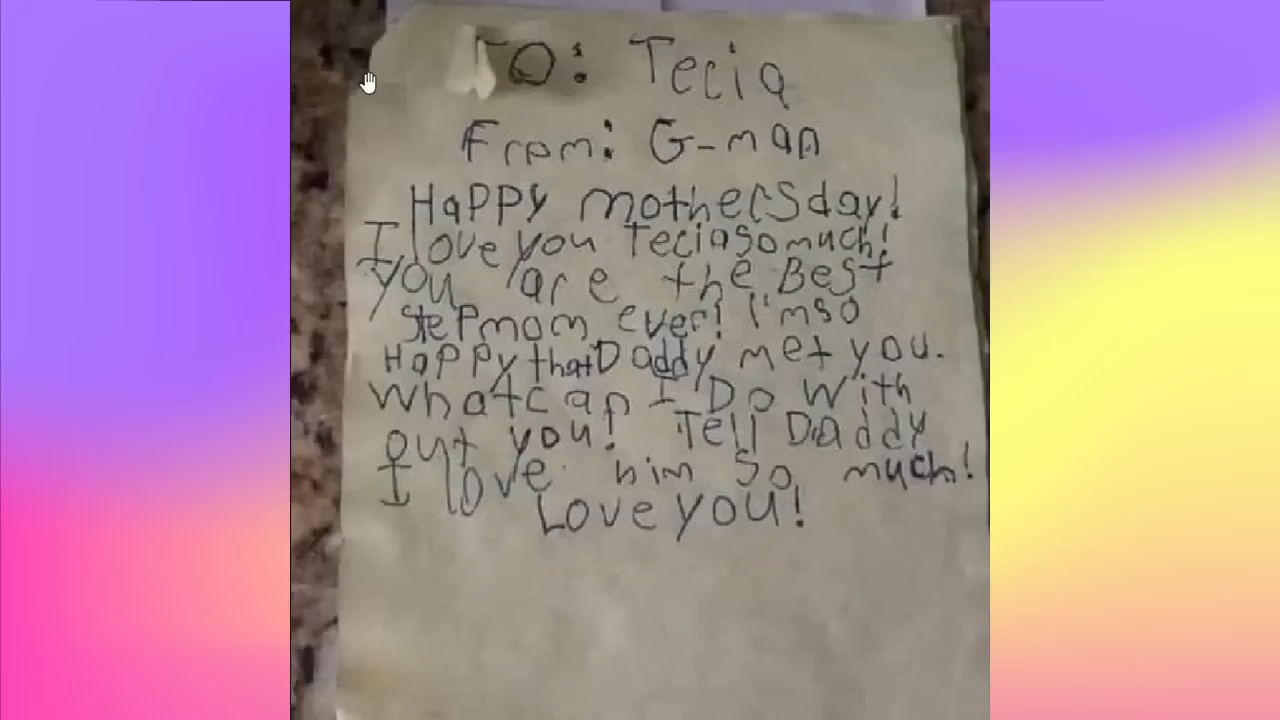 TO: Tecia
From: G-man
Happy mothersday!
I love you Tecia so much!
you are the Best
stepmom ever! I'm so
Happy that Daddy met you.
What can I Do With
out you! Tell Daddy
I love him so much!
Love you!